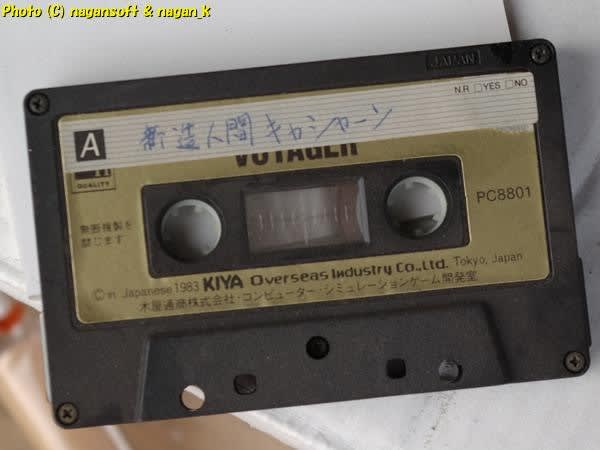 Photo (C) nagansoft & nagan_k
JAPAN
N.R □YES □NO
A
新造人間 キャシャーン
VOYAGER
QUALITY
PC8801
無断複製を
禁じます
©in Japanese 1983 KIYA Overseas Industry Co., Ltd. Tokyo, Japan
木屋通商株式会社・コンピューター・シミュレーションゲーム開発室